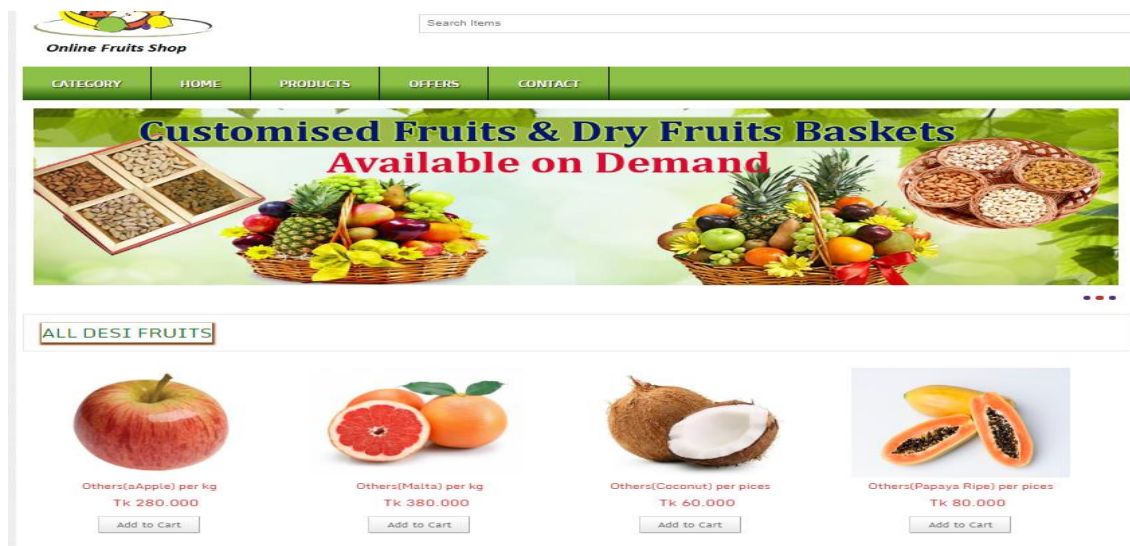 Search Items
Online Fruits Shop
CATEGORY HOME PRODUCTS OFFERS CONTACT
Customised Fruits & Dry Fruits Baskets
Available on Demand
ALL DESI FRUITS
Others(aApple) per kg
Tk 280.000
Add to Cart
Others(Malta) per kg
Tk 380.000
Add to Cart
Others(Coconut) per pices
Tk 60.000
Add to Cart
Others(Papaya Ripe) per pices
Tk 80.000
Add to Cart